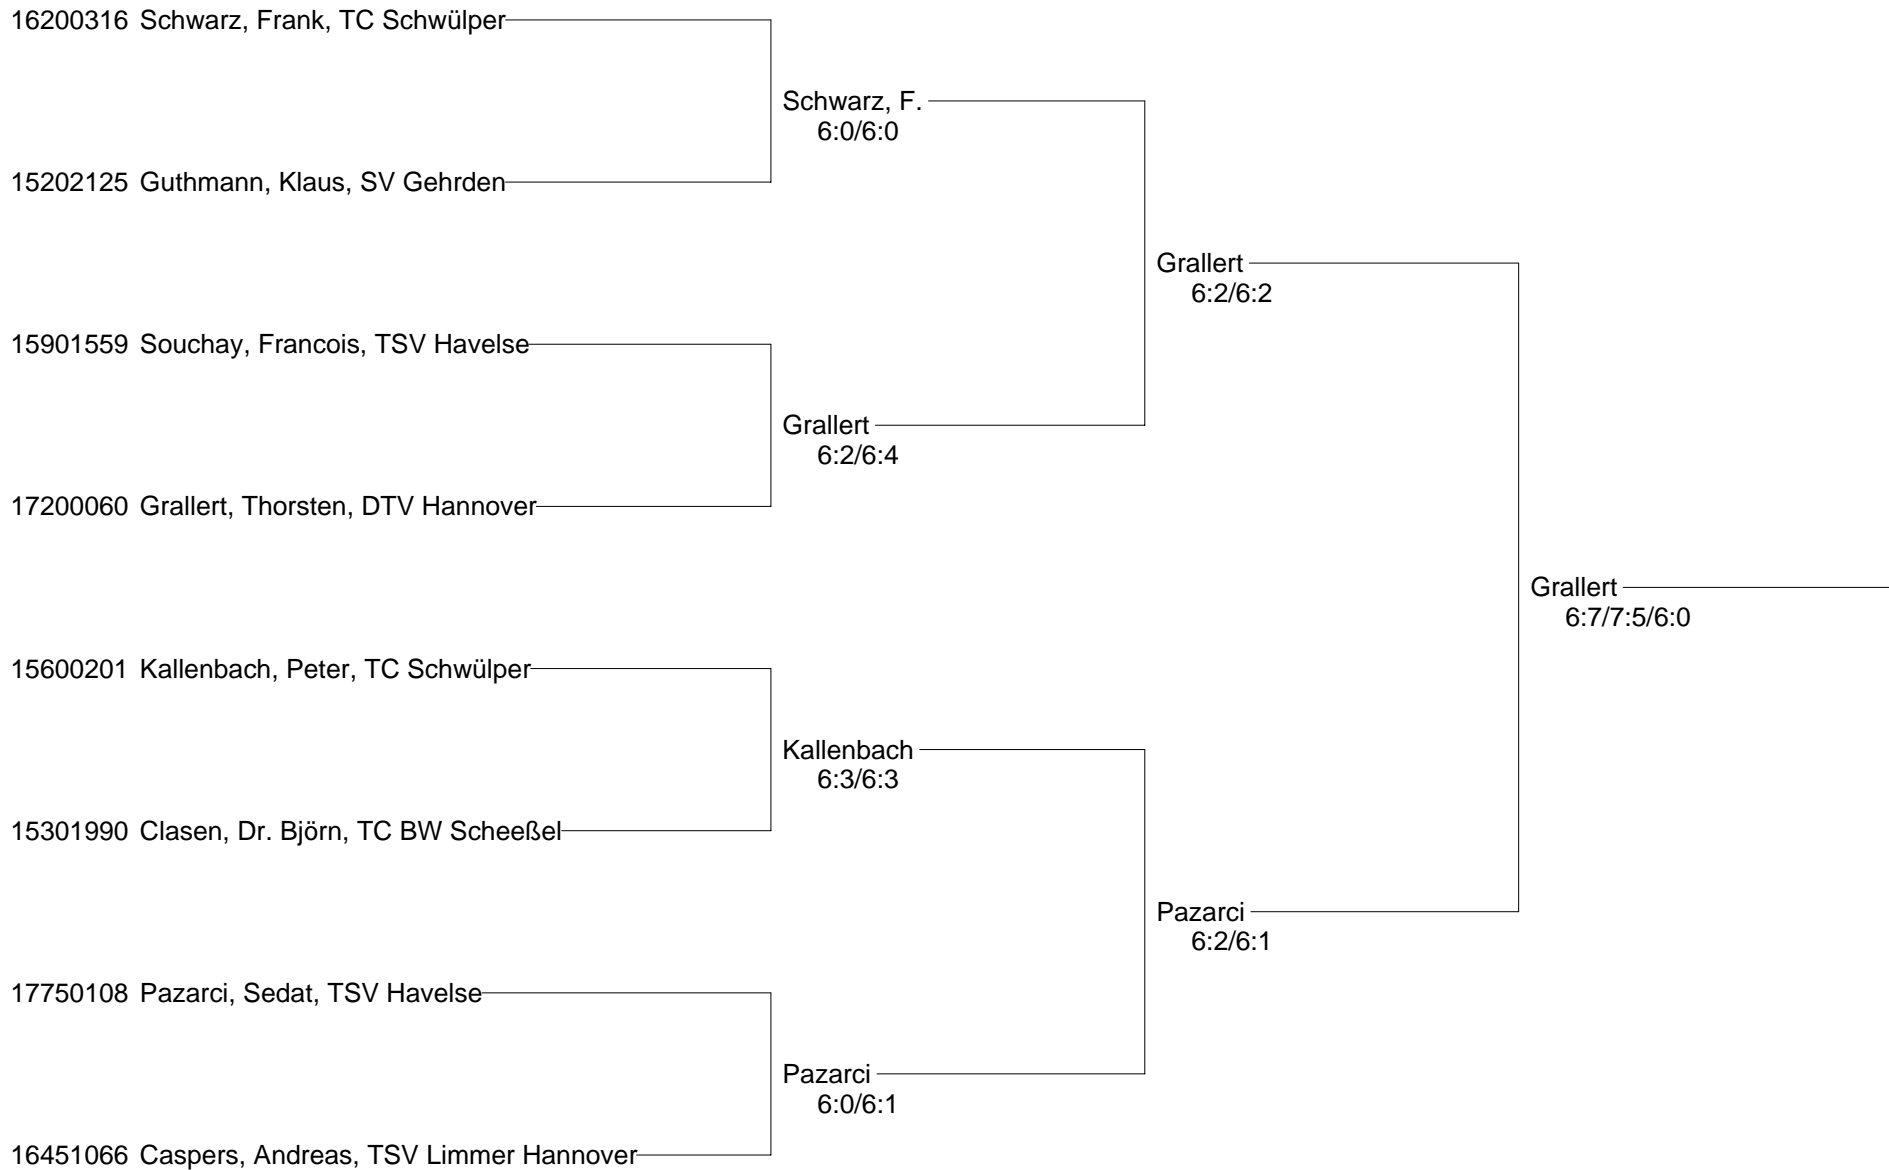 16200316 Schwarz, Frank, TC Schwülper
Schwarz, F.
6:0/6:0
15202125 Guthmann, Klaus, SV Gehrden
Grallert
6:2/6:2
15901559 Souchay, Francois, TSV Havelse
Grallert
6:2/6:4
17200060 Grallert, Thorsten, DTV Hannover
Grallert
6:7/7:5/6:0
15600201 Kallenbach, Peter, TC Schwülper
Kallenbach
6:3/6:3
15301990 Clasen, Dr. Björn, TC BW Scheeßel
Pazarci
6:2/6:1
17750108 Pazarci, Sedat, TSV Havelse
Pazarci
6:0/6:1
16451066 Caspers, Andreas, TSV Limmer Hannover